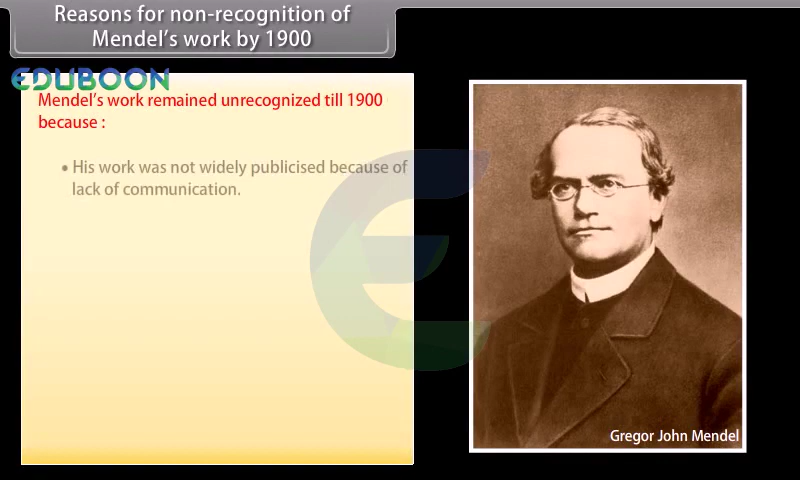 Reasons for non-recognition of
Mendel's work by 1900
EDUBOON
Mendel's work remained unrecognized till 1900
because :
• His work was not widely publicised because of
lack of communication.
Gregor John Mendel